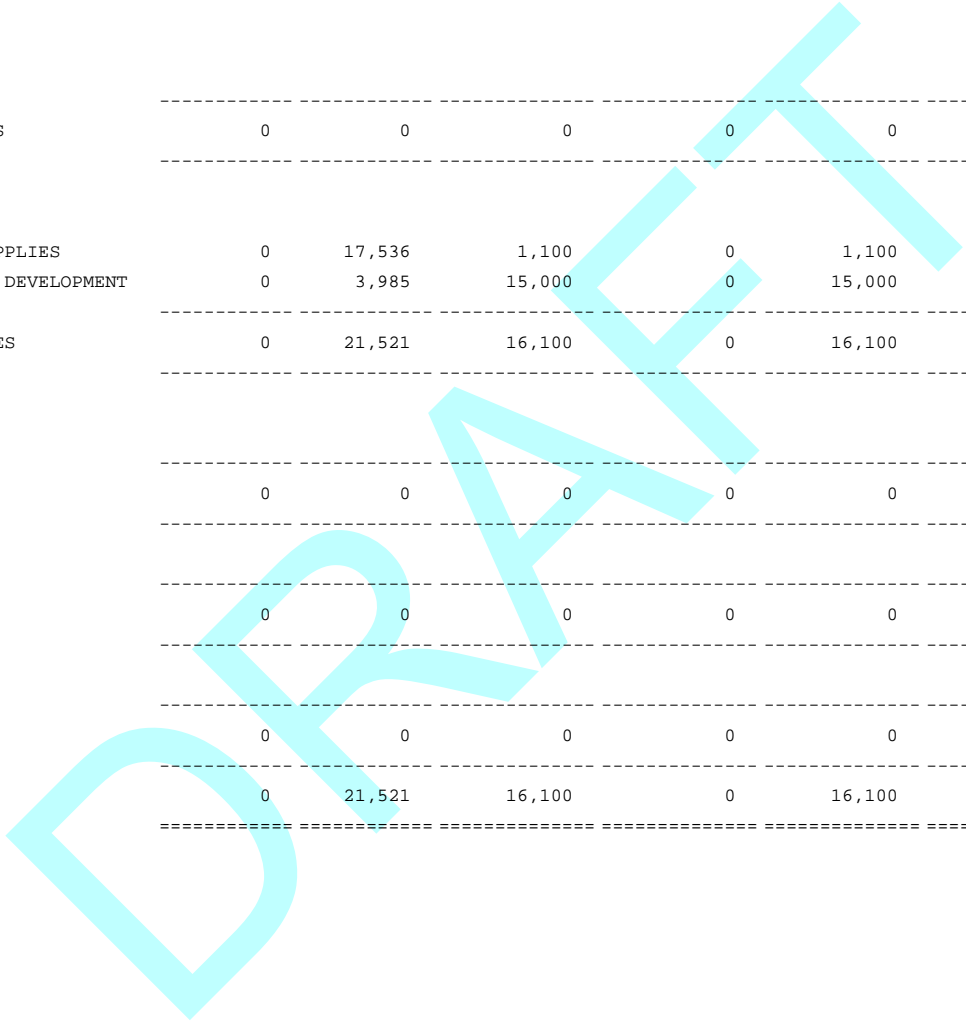 ----------- ----------- ------------- ------------- ------------- ----
S 0 0 0 0 0
----------- ----------- ------------- ------------- ------------- ----
PPLIES 0 17,536 1,100 0 1,100
DEVELOPMENT 0 3,985 15,000 0 15,000
----------- ----------- ------------- ------------- ------------- ----
ES 0 21,521 16,100 0 16,100
----------- ----------- ------------- ------------- ------------- ----
----------- ----------- ------------- ------------- ------------- ----
0 0 0 0 0
----------- ----------- ------------- ------------- ------------- ----
----------- ----------- ------------- ------------- ------------- ----
0 0 0 0 0
----------- ----------- ------------- ------------- ------------- ----
----------- ----------- ------------- ------------- ------------- ----
0 0 0 0 0
----------- ----------- ------------- ------------- ------------- ----
0 21,521 16,100 0 16,100
=========== =========== ============= ============= ============= ====
DRAFT